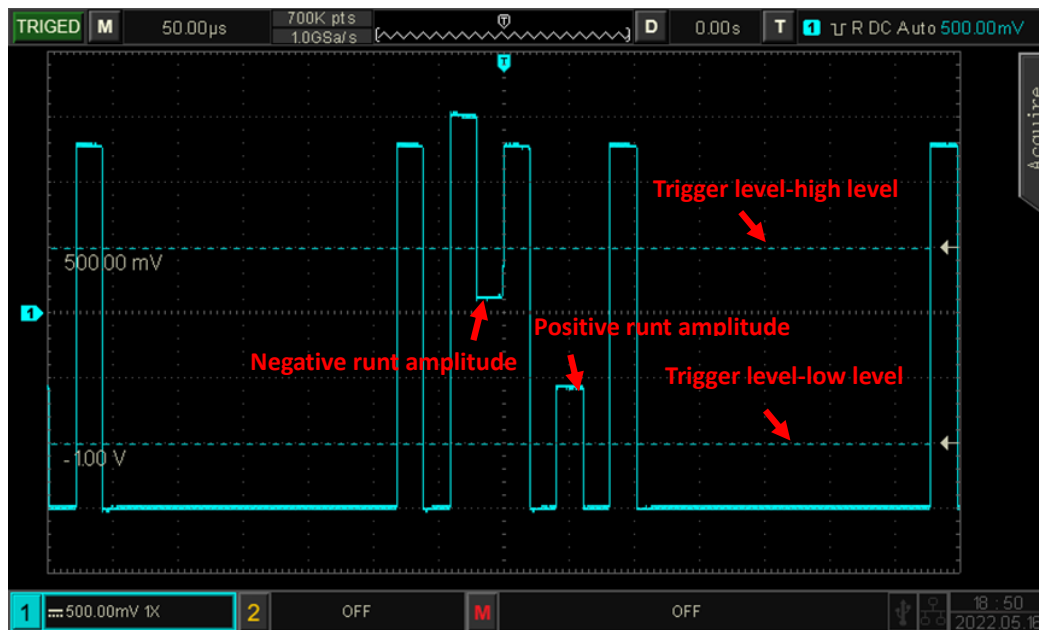 TRIGED M 50.00µs 700K pts T D 0.00s T 1 R DC Auto 500.00mV
1.0GSa/s
T
Acquire
Trigger level-high level
500.00 mV
1
Positive runt amplitude
Negative runt amplitude
Trigger level-low level
-1.00 V
1 500.00mV 1X 2 OFF M OFF 18:50
2022.05.16